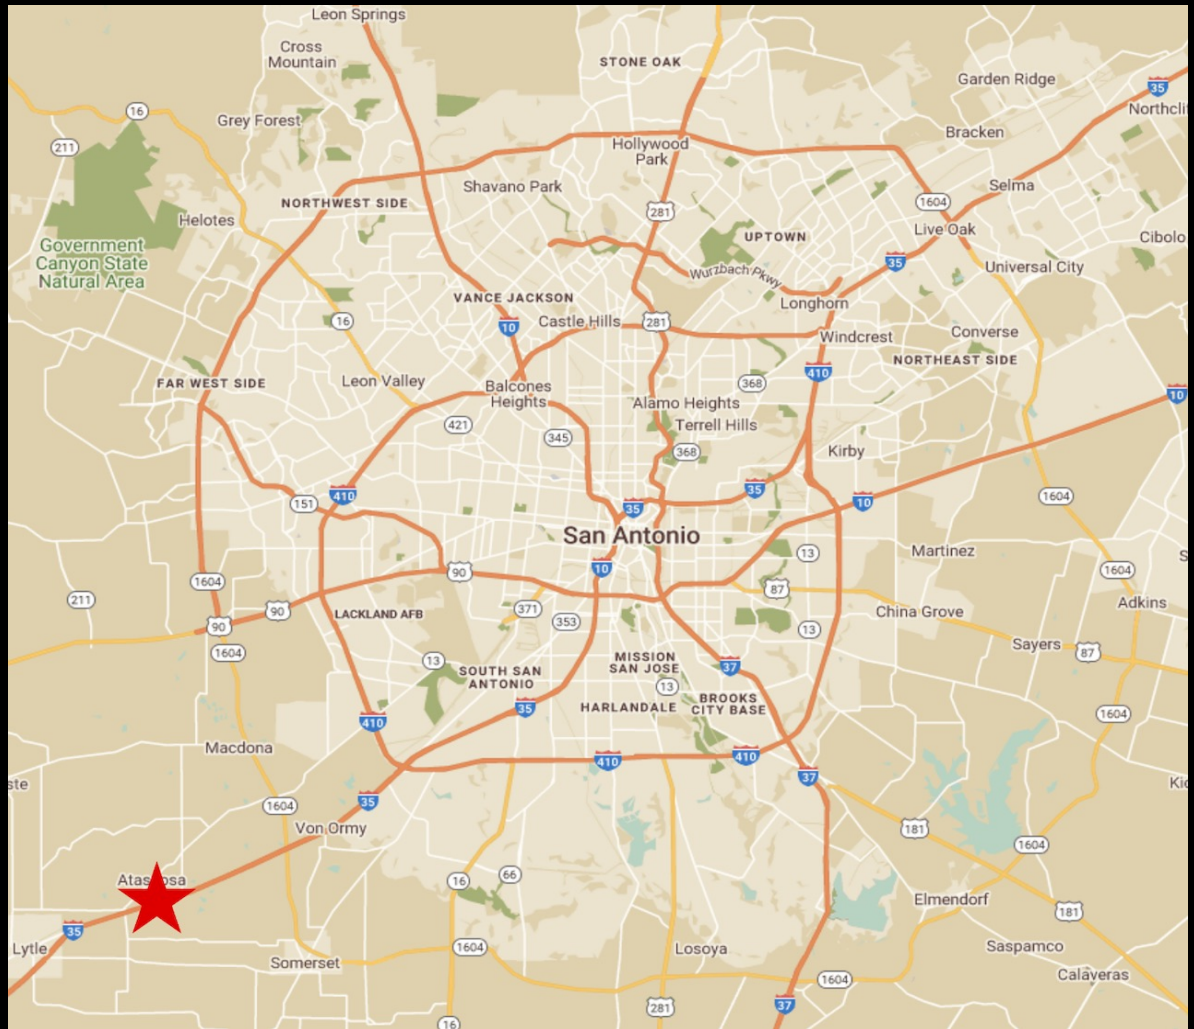 Leon Springs
Cross
Mountain
STONE OAK
Garden Ridge
35
16
Grey Forest
Bracken
211
Hollywood
Park
Shavano Park
Selma
NORTHWEST SIDE
281
1604
Helotes
Live Oak
UPTOWN
Cibolo
Government
Canyon State
Natural Area
35
Wurzbach Pkwy
Universal City
VANCE JACKSON
Longhorn
16
10
Castle Hills
281
Windcrest
Converse
NORTHEAST SIDE
410
FAR WEST SIDE
Leon Valley
Balcones
Heights
368
10
Alamo Heights
421
Terrell Hills
345
368
Kirby
410
35
151
35
10
1604
San Antonio
13
Martinez
10
90
1604
1604
87
211
90
371
353
LACKLAND AFB
China Grove
Adkins
90
13
1604
Sayers
87
13
SOUTH SAN
ANTONIO
MISSION
SAN JOSE
37
13
35
HARLANDALE
BROOKS
CITY BASE
410
1604
Macdona
410
410
37
1604
35
Von Ormy
181
1604
66
16
Elmendorf
35
181
Lytle
1604
Losoya
Saspamco
Somerset
Calaveras
1604
281
37
16